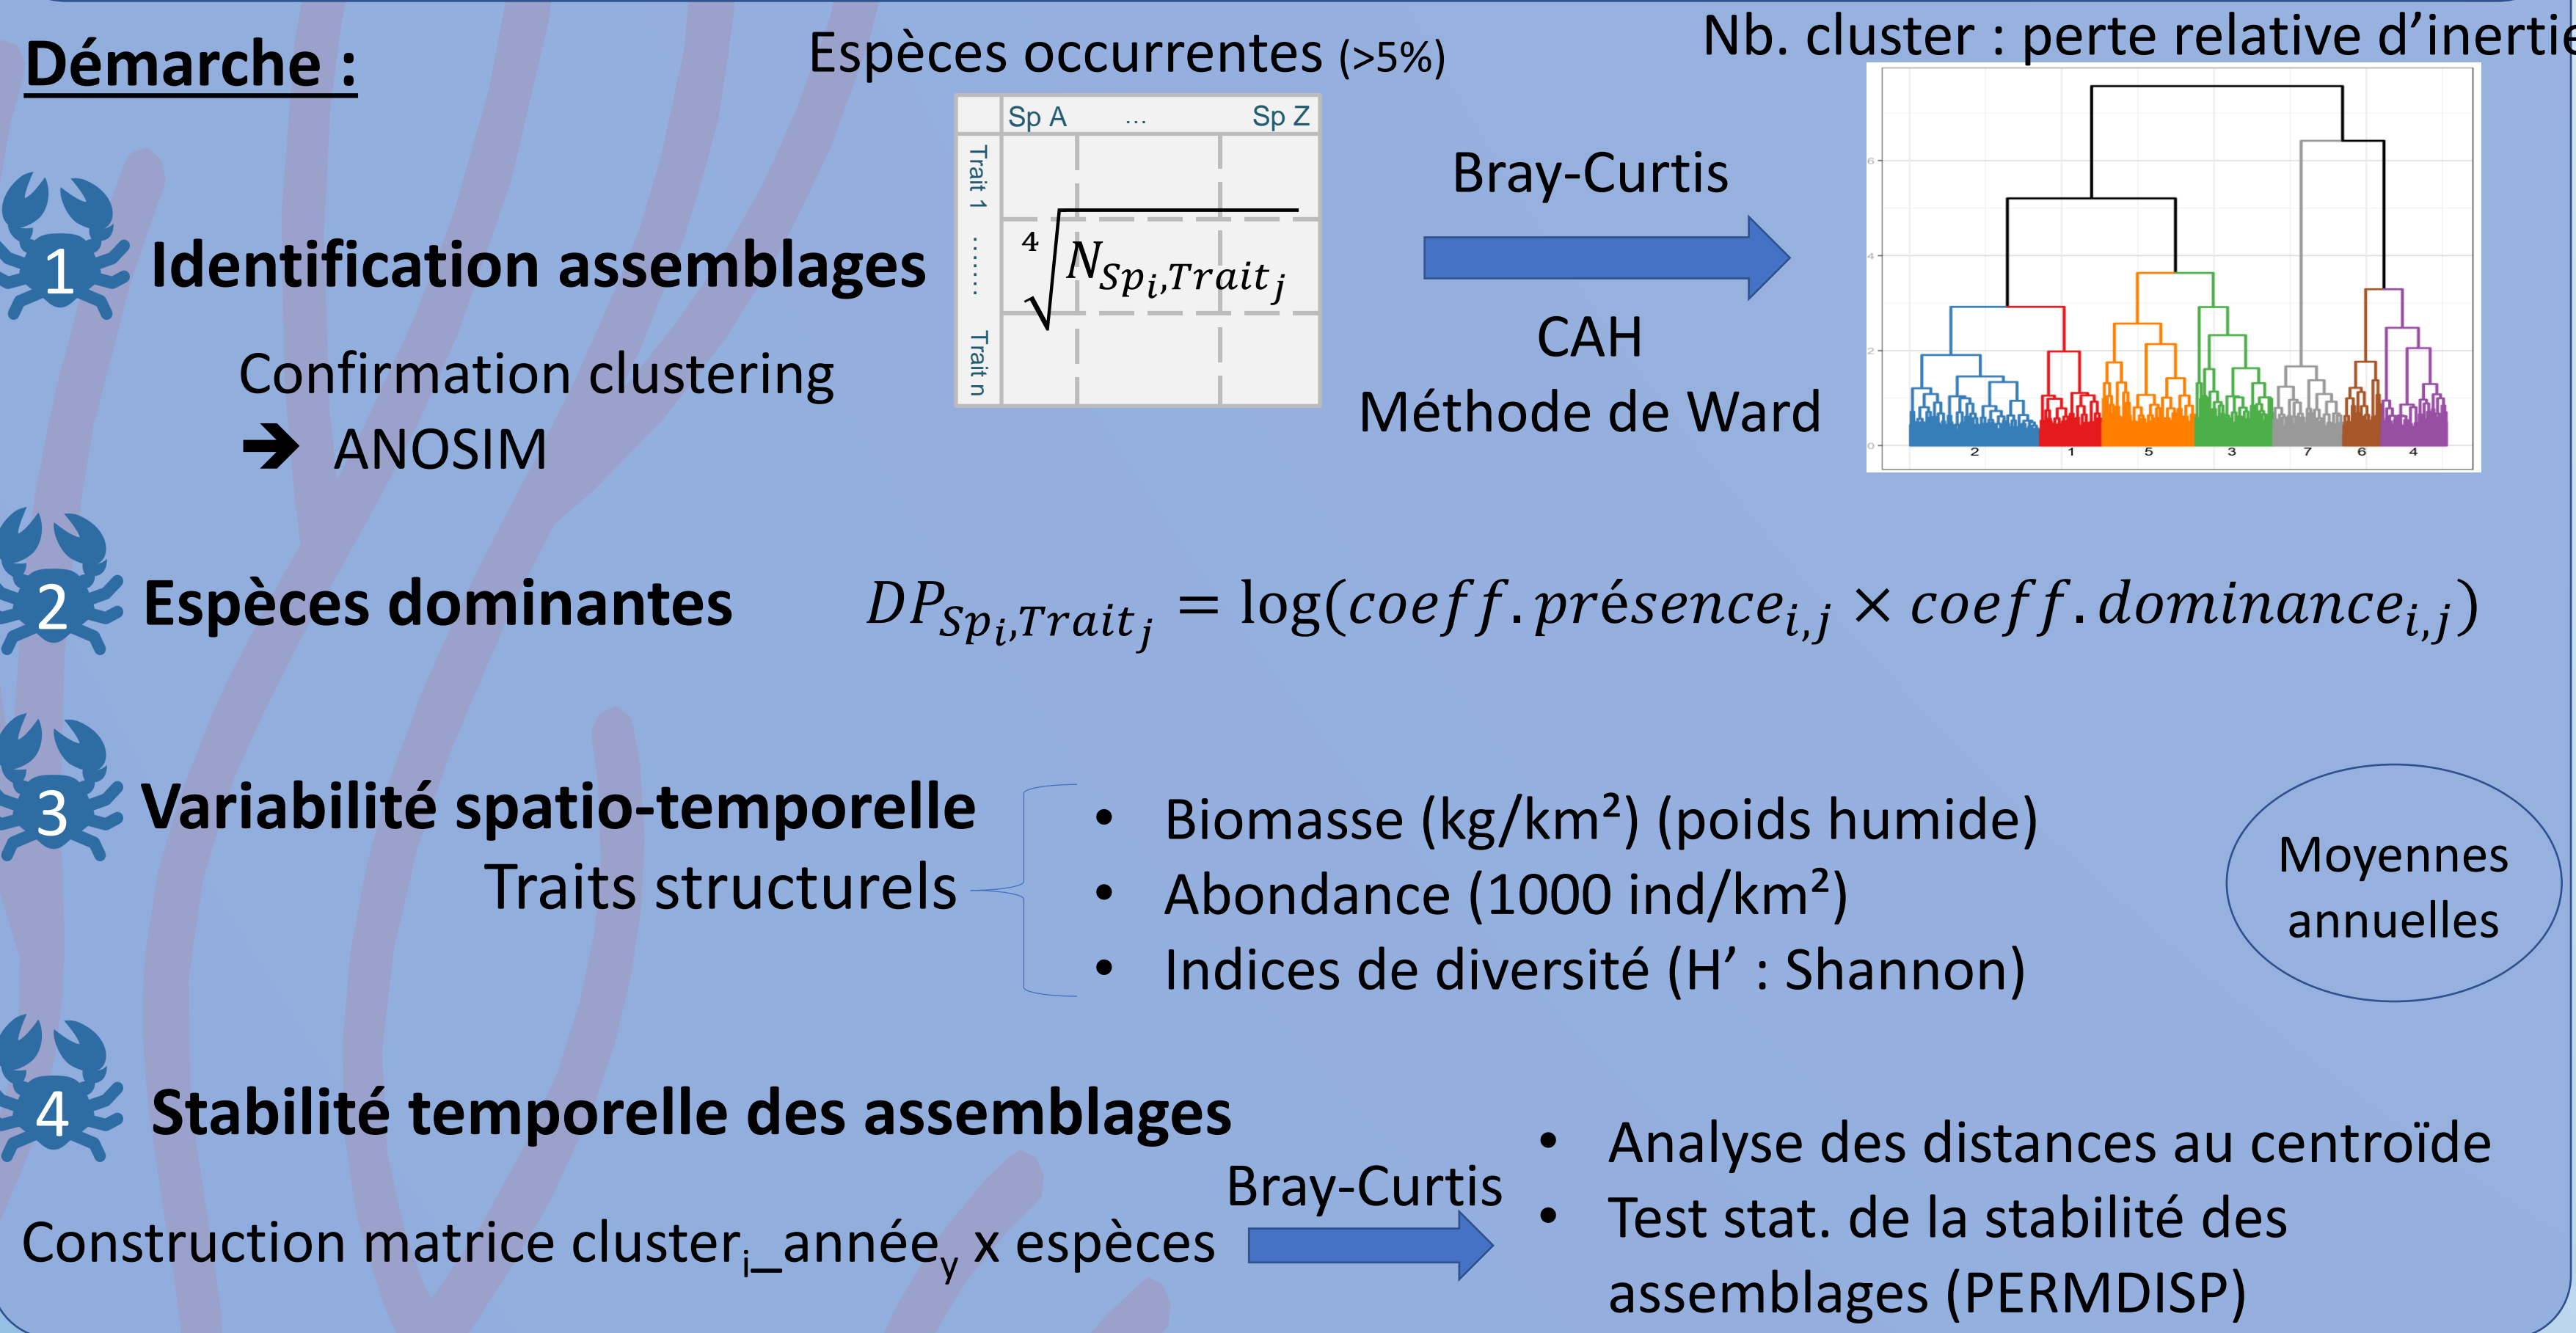 Démarche :
Espèces occurrentes (>5%)
Nb. cluster : perte relative d’inertie
Sp A ... Sp Z
Trait 1 ...... Trait n
⁴√N_{Sp_i,Trait_j}
1
Identification assemblages
Confirmation clustering
➔ ANOSIM
Bray-Curtis
CAH
Méthode de Ward
6
4
2
0
2 1 5 3 7 6 4
2
Espèces dominantes
DP_{Sp_i,Trait_j} = log(coeff.présence_{i,j} × coeff.dominance_{i,j})
3
Variabilité spatio-temporelle
Traits structurels
• Biomasse (kg/km²) (poids humide)
• Abondance (1000 ind/km²)
• Indices de diversité (H’ : Shannon)
Moyennes
annuelles
4
Stabilité temporelle des assemblages
Construction matrice cluster_i_année_y x espèces
Bray-Curtis
• Analyse des distances au centroïde
• Test stat. de la stabilité des
assemblages (PERMDISP)